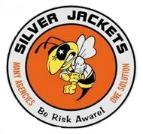 SILVER JACKETS
MANY AGENCIES
ONE SOLUTION
Be Risk Aware!